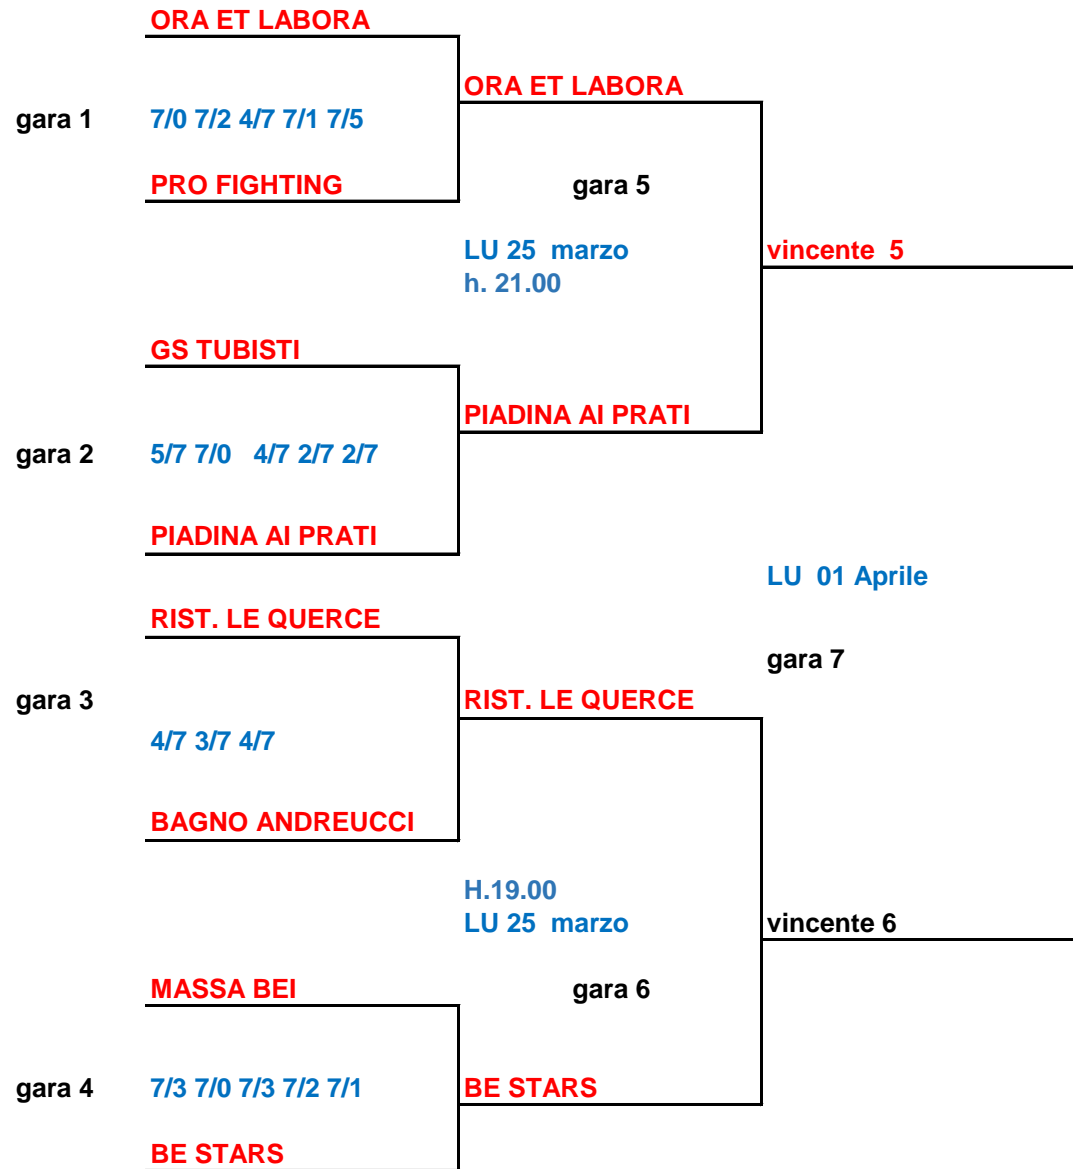 ORA ET LABORA
ORA ET LABORA
gara 1 7/0 7/2 4/7 7/1 7/5
PRO FIGHTING gara 5
LU 25 marzo vincente 5
h. 21.00
GS TUBISTI
PIADINA AI PRATI
gara 2 5/7 7/0 4/7 2/7 2/7
PIADINA AI PRATI
LU 01 Aprile
RIST. LE QUERCE
gara 7
gara 3 RIST. LE QUERCE
4/7 3/7 4/7
BAGNO ANDREUCCI
H.19.00
LU 25 marzo vincente 6
MASSA BEI gara 6
gara 4 7/3 7/0 7/3 7/2 7/1 BE STARS
BE STARS